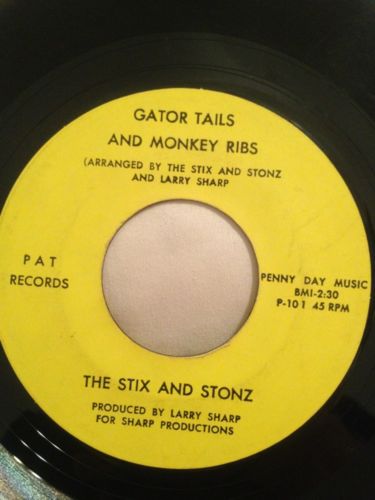 GATOR TAILS
AND MONKEY RIBS
(ARRANGED BY THE STIX AND STONZ
AND LARRY SHARP
PAT
RECORDS
PENNY DAY MUSIC
BMI-2:30
P-101 45 RPM
THE STIX AND STONZ
PRODUCED BY LARRY SHARP
FOR SHARP PRODUCTIONS